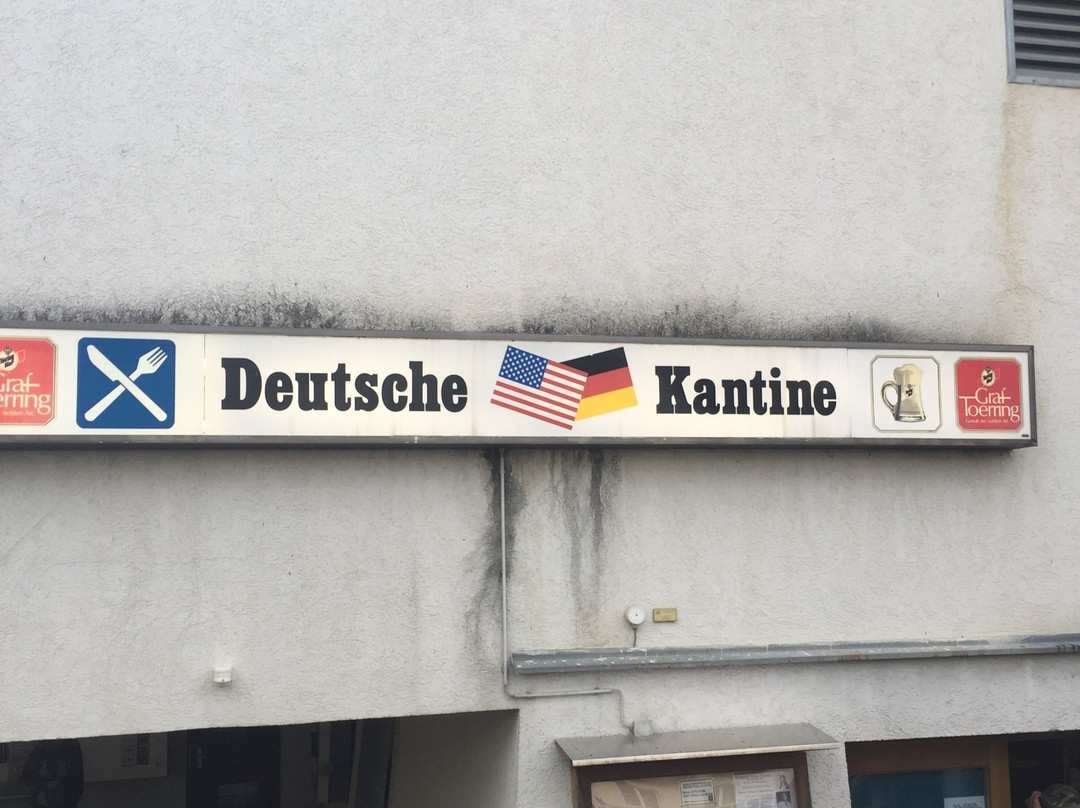 Graf
Toerring
Deutsche
Kantine
Graf
Toerring